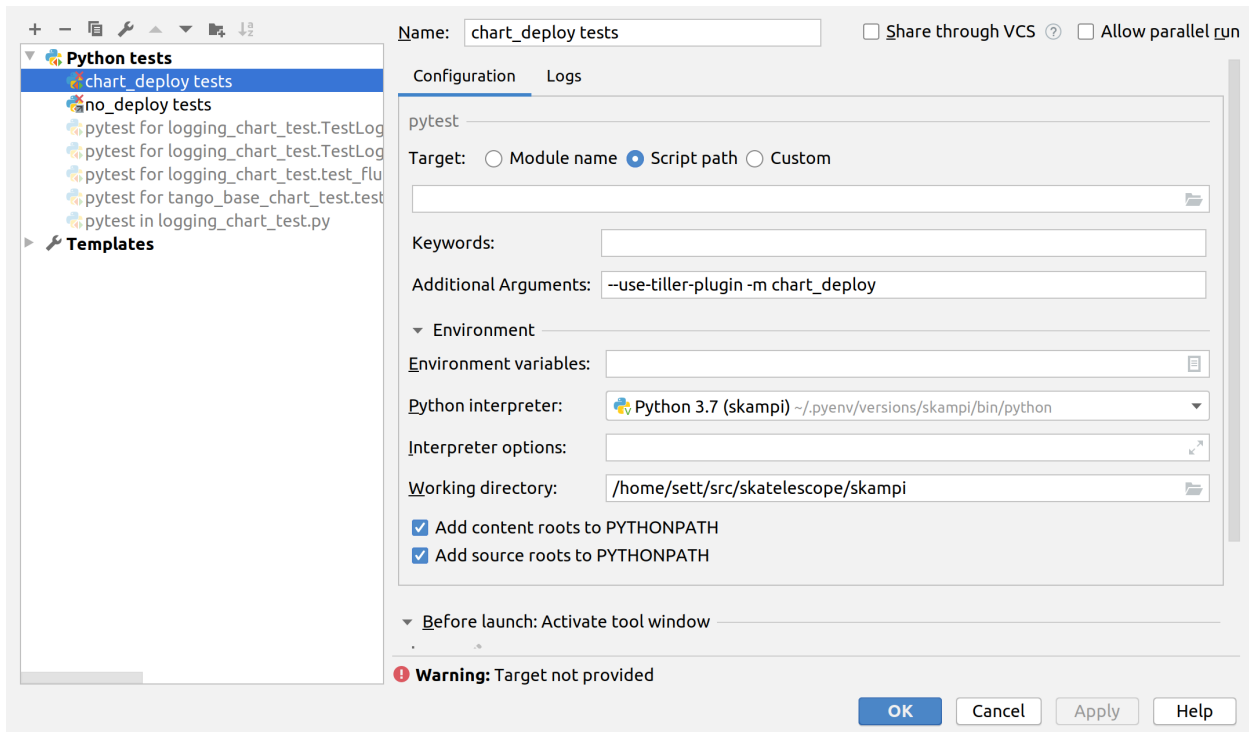 Name: chart_deploy tests
Share through VCS ?
Allow parallel run
Python tests
chart_deploy tests
no_deploy tests
pytest for logging_chart_test.TestLog
pytest for logging_chart_test.TestLog
pytest for logging_chart_test.test_flu
pytest for tango_base_chart_test.test
pytest in logging_chart_test.py
Templates
Configuration Logs
pytest
Target: Module name Script path Custom
Keywords:
Additional Arguments: --use-tiller-plugin -m chart_deploy
Environment
Environment variables:
Python interpreter: Python 3.7 (skampi) ~/.pyenv/versions/skampi/bin/python
Interpreter options:
Working directory: /home/sett/src/skatelescope/skampi
Add content roots to PYTHONPATH
Add source roots to PYTHONPATH
Before launch: Activate tool window
Warning: Target not provided
OK Cancel Apply Help